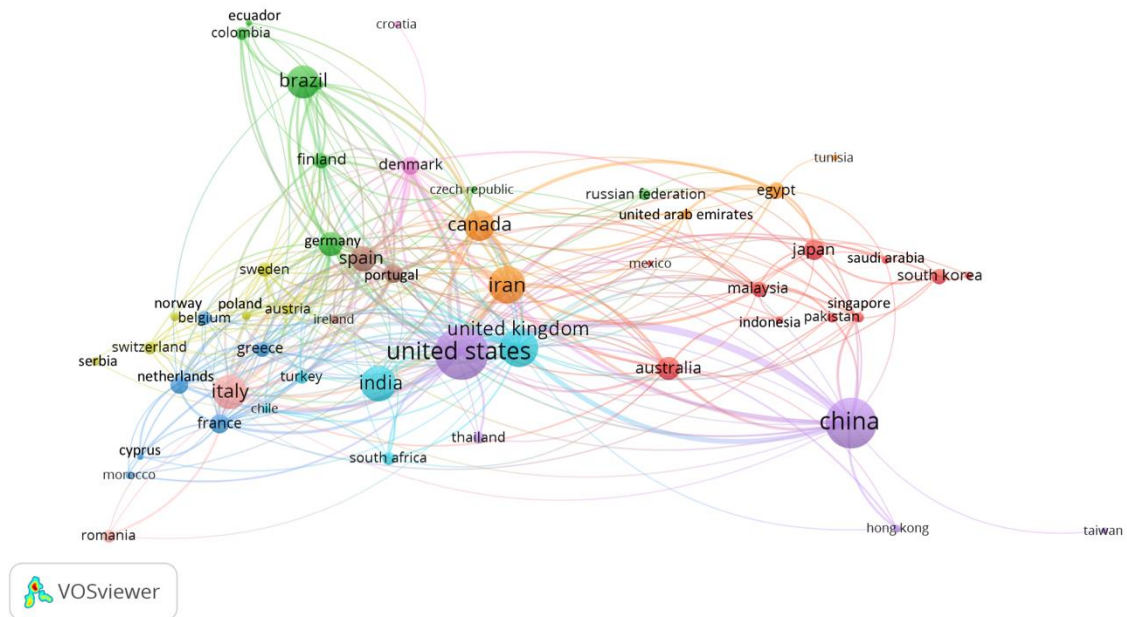 ecuador
croatia
colombia
brazil
finland
denmark
tunisia
czech republic
russian federation
egypt
united arab emirates
canada
germany
spain
japan
saudi arabia
portugal
mexico
sweden
south korea
iran
malaysia
norway
poland
austria
singapore
belgium
ireland
indonesia
pakistan
united kingdom
switzerland
greece
united states
serbia
australia
netherlands
turkey
india
italy
chile
france
china
thailand
cyprus
south africa
morocco
romania
hong kong
taiwan
VOSviewer